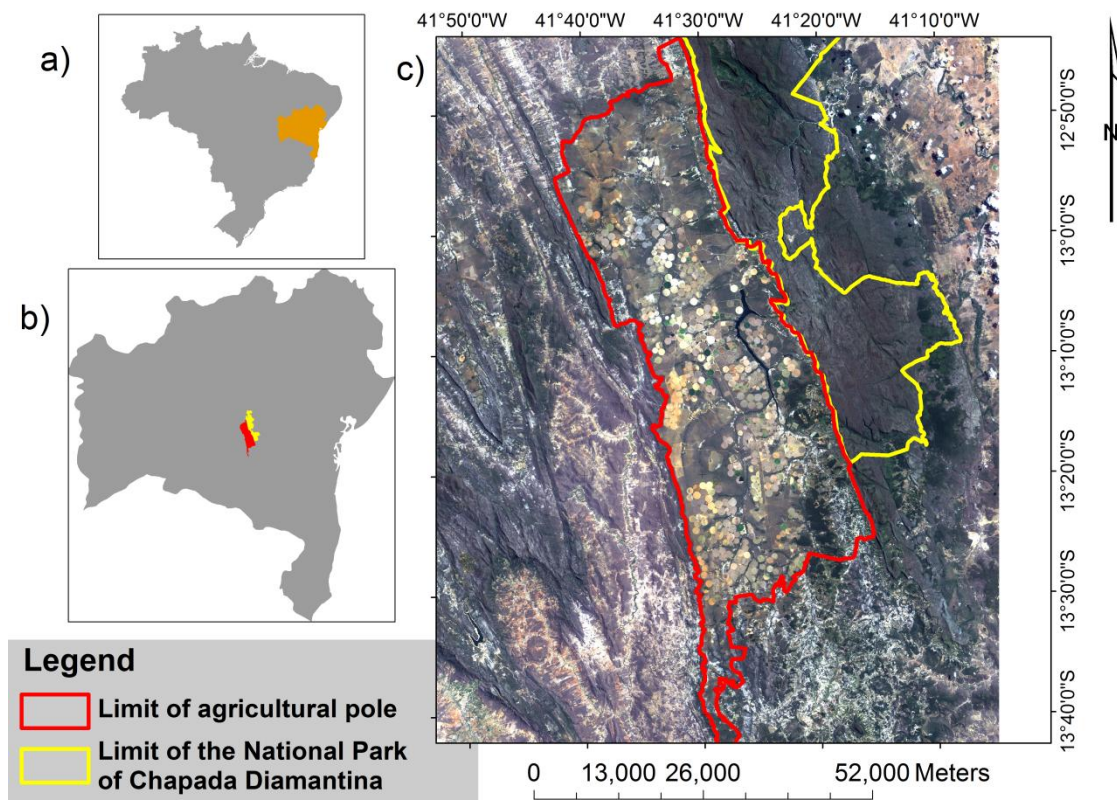 a)
b)
c)
41°50'0"W 41°40'0"W 41°30'0"W 41°20'0"W 41°10'0"W
12°50'0"S
13°0'0"S
13°10'0"S
13°20'0"S
13°30'0"S
13°40'0"S
N
Legend
Limit of agricultural pole
Limit of the National Park
of Chapada Diamantina
0 13,000 26,000 52,000 Meters